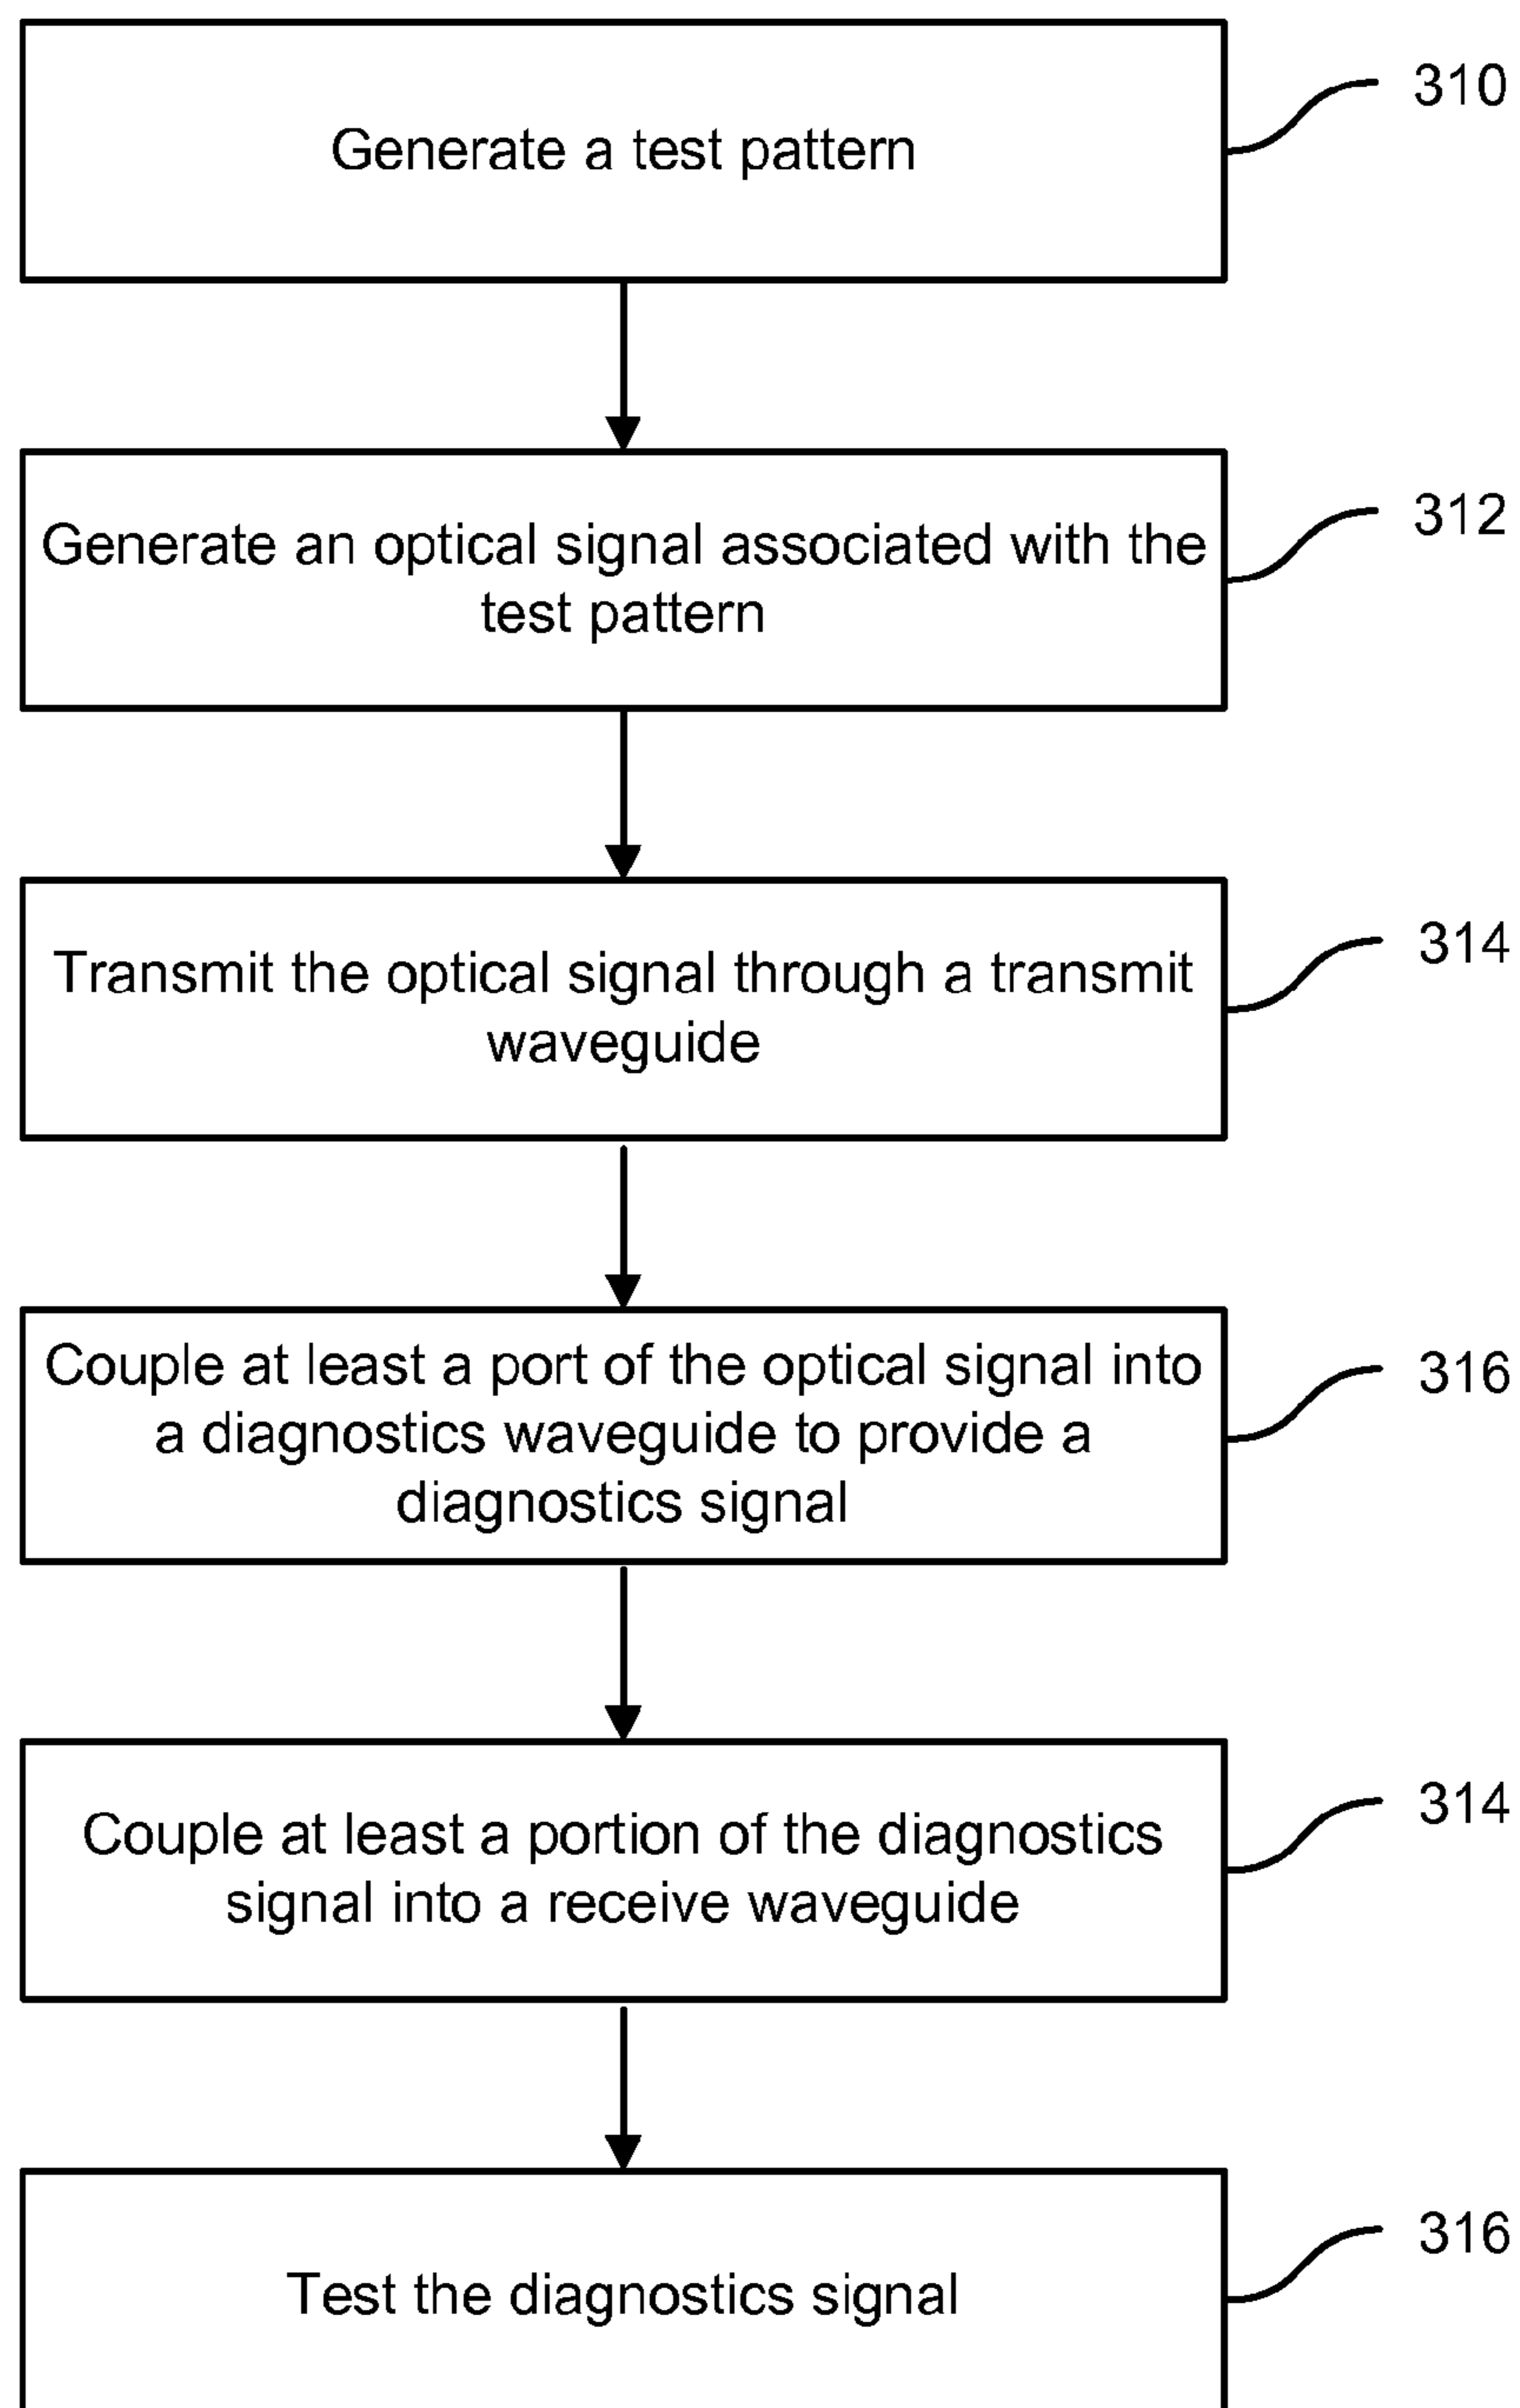 Generate a test pattern
310
Generate an optical signal associated with the
test pattern
312
Transmit the optical signal through a transmit
waveguide
314
Couple at least a port of the optical signal into
a diagnostics waveguide to provide a
diagnostics signal
316
Couple at least a portion of the diagnostics
signal into a receive waveguide
314
Test the diagnostics signal
316